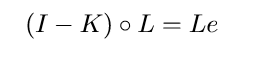 (I − K) ∘ L = Le